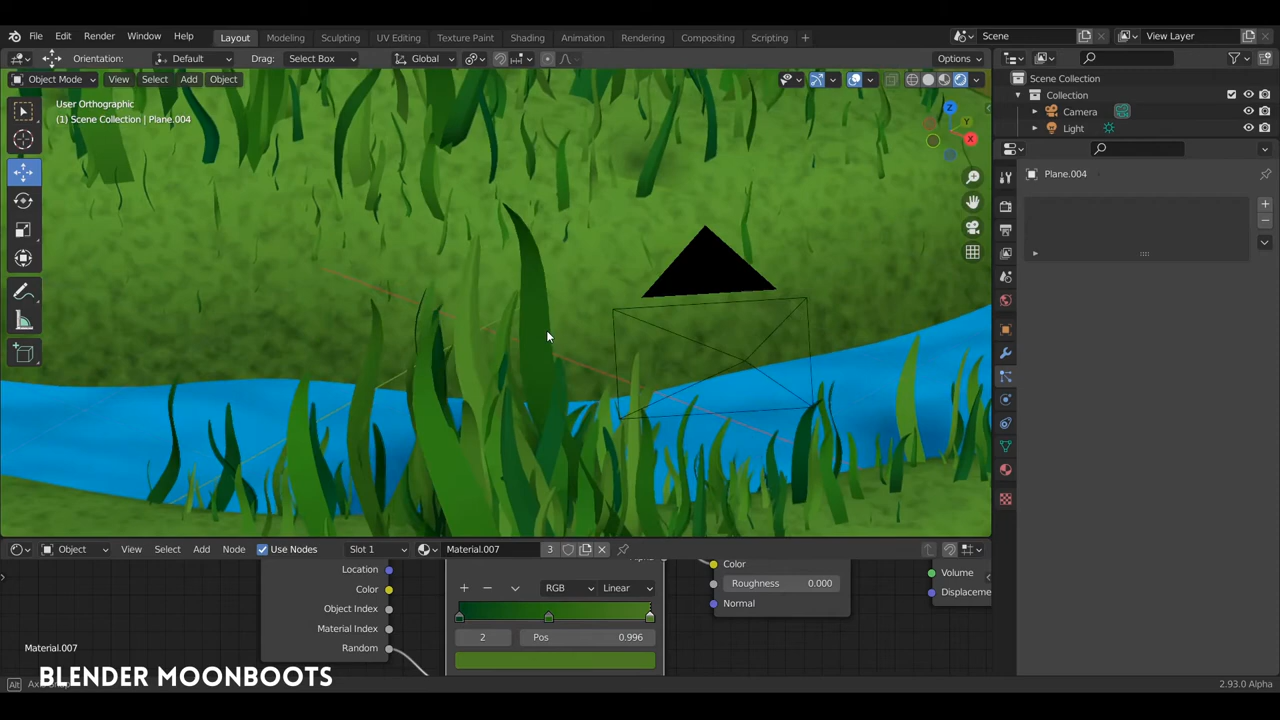 File Edit Render Window Help Layout Modeling Sculpting UV Editing Texture Paint Shading Animation Rendering Compositing Scripting + Scene View Layer
Orientation: Default Drag: Select Box Global Options
Object Mode View Select Add Object
Scene Collection
Collection
Camera
Light
User Orthographic
(1) Scene Collection | Plane.004
Z
Y
X
Plane.004
Object View Select Add Node Use Nodes Slot 1 Material.007 3
Location
Color
Object Index
Material Index
Random
RGB Linear
2 Pos 0.996
Color
Roughness 0.000
Normal
Volume
Material.007
BLENDER MOONBOOTS
Alt
2.93.0 Alpha